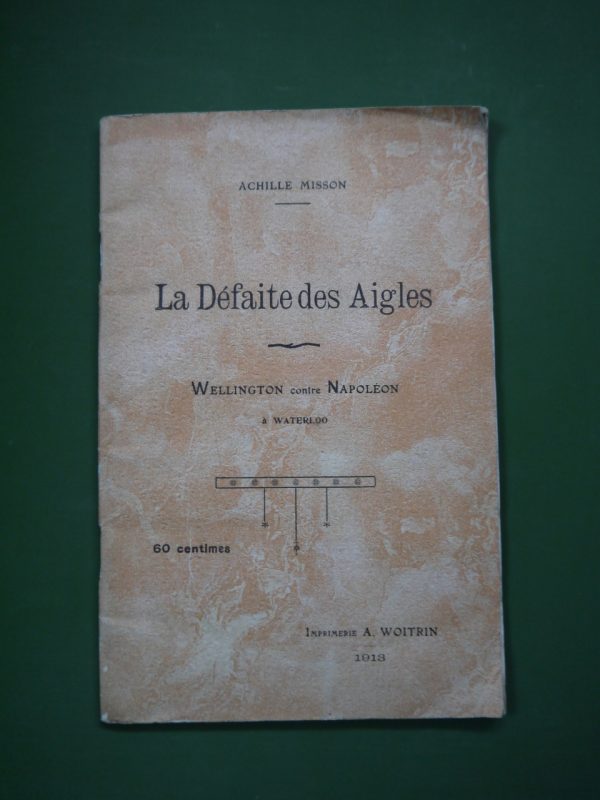 ACHILLE MISSON
La Défaite des Aigles
WELLINGTON contre NAPOLÉON
à WATERLOO
60 centimes
IMPRIMERIE A. WOITRIN
1913